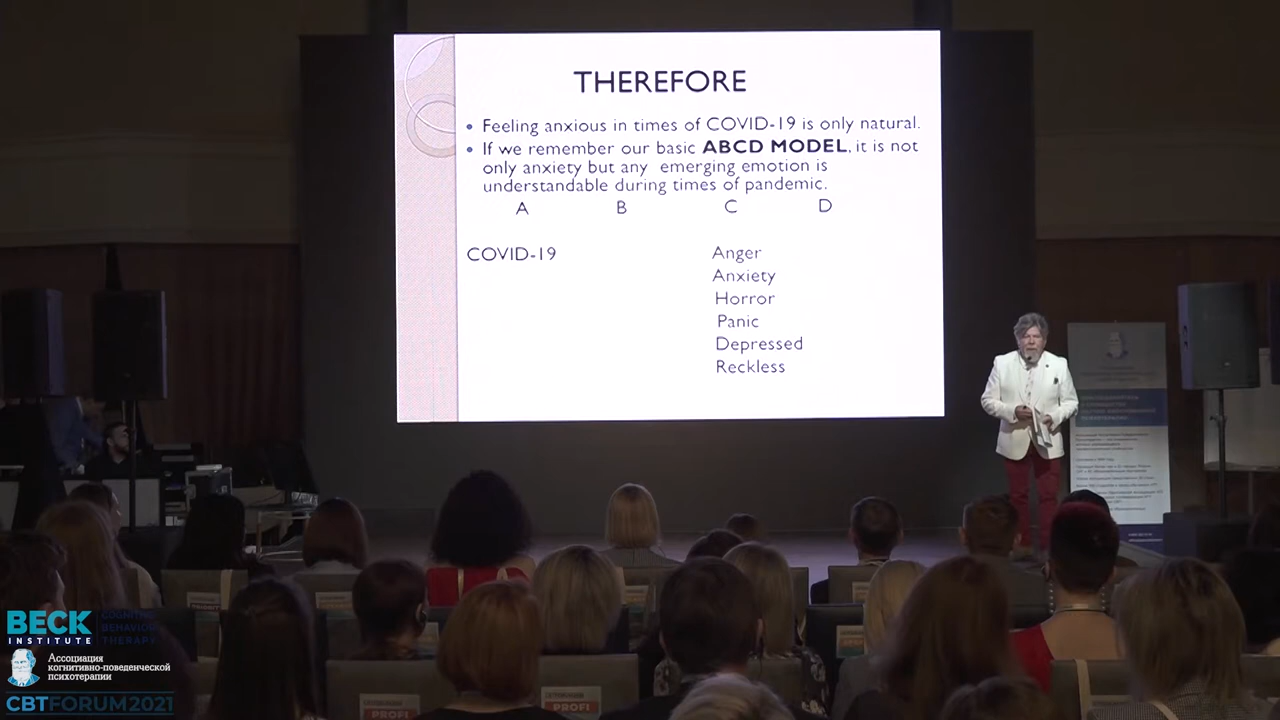 THEREFORE
• Feeling anxious in times of COVID-19 is only natural.
• If we remember our basic ABCD MODEL, it is not
only anxiety but any emerging emotion is
understandable during times of pandemic.
A B C D
COVID-19 Anger
Anxiety
Horror
Panic
Depressed
Reckless
BECK
INSTITUTE
COGNITIVE
BEHAVIOR
THERAPY
Ассоциация
когнитивно-поведенческой
психотерапии
CBTFORUM2021
PROFI
PROFI